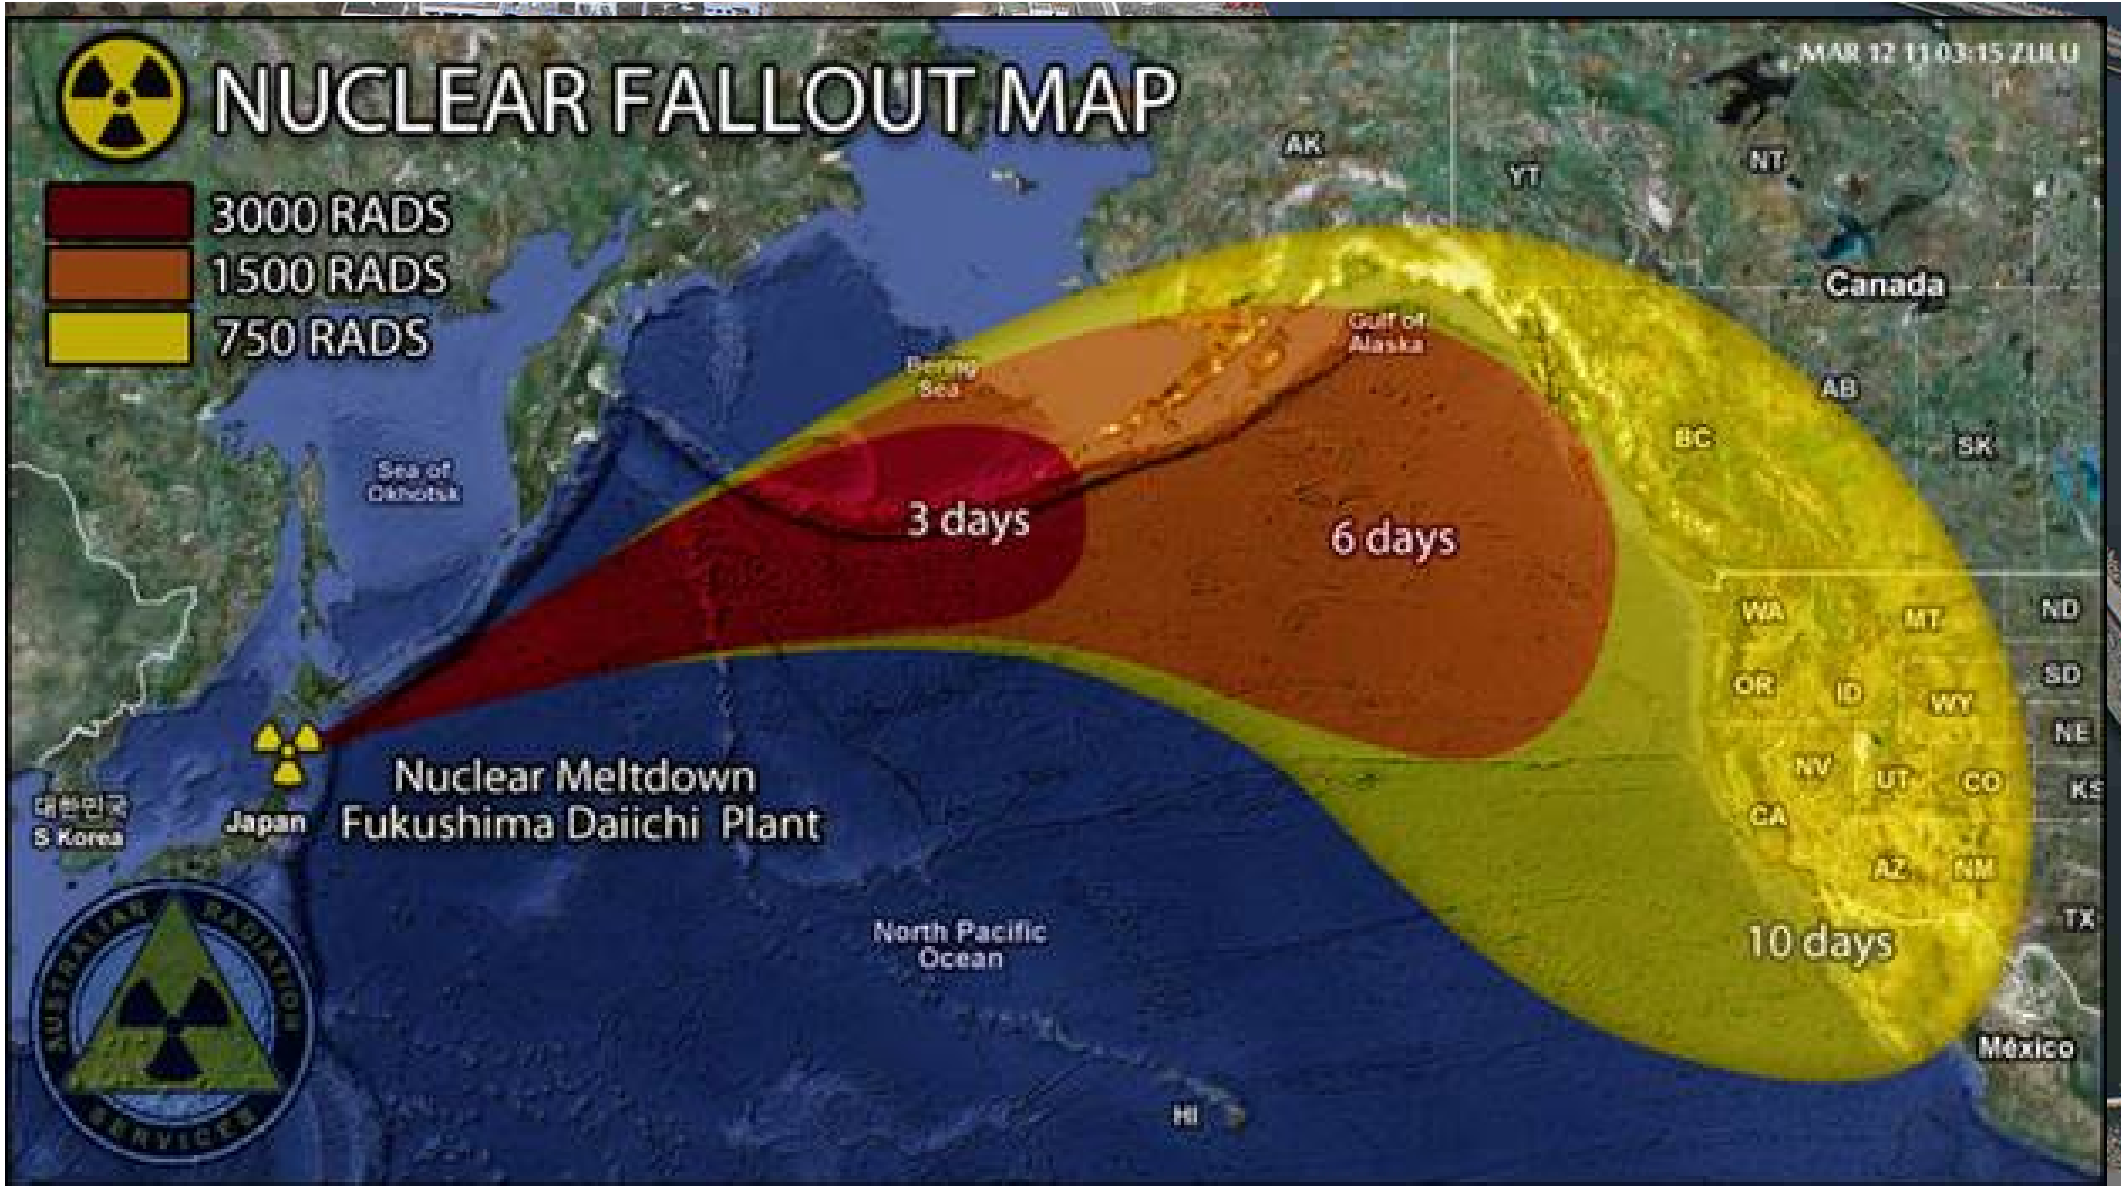 MAR 12 11 03:15 ZULU
NUCLEAR FALLOUT MAP
3000 RADS
1500 RADS
750 RADS
AK
YT
NT
Canada
Gulf of
Alaska
Bering
Sea
AB
BC
SK
Sea of
Okhotsk
3 days
6 days
WA
MT
ND
OR
ID
WY
SD
NE
NV
UT
CO
KS
CA
AZ
NM
TX
10 days
Nuclear Meltdown
Fukushima Daiichi Plant
대한민국
S Korea
Japan
North Pacific
Ocean
HI
México
AUSTRALIAN RADIATION
SERVICES